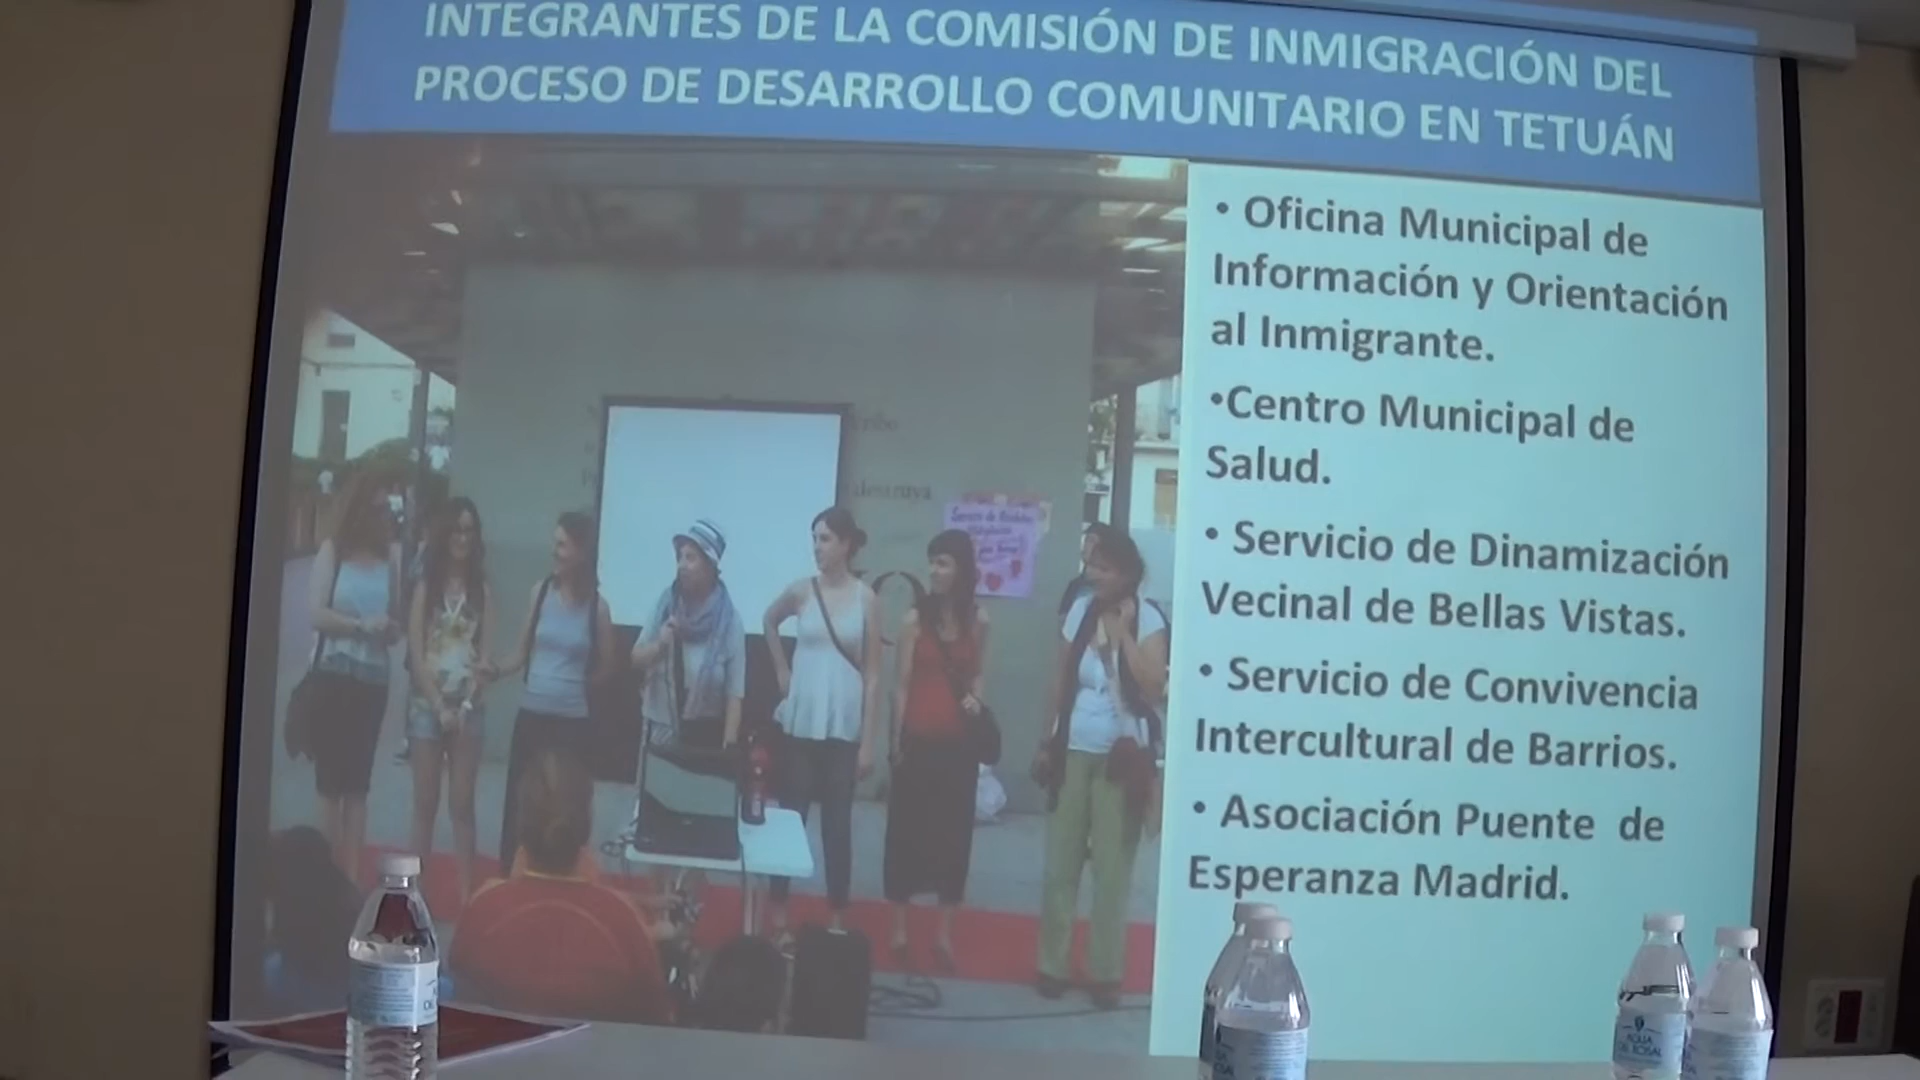 INTEGRANTES DE LA COMISIÓN DE INMIGRACIÓN DEL
PROCESO DE DESARROLLO COMUNITARIO EN TETUÁN
• Oficina Municipal de
Información y Orientación
al Inmigrante.
•Centro Municipal de
Salud.
• Servicio de Dinamización
Vecinal de Bellas Vistas.
• Servicio de Convivencia
Intercultural de Barrios.
• Asociación Puente de
Esperanza Madrid.
AGUA